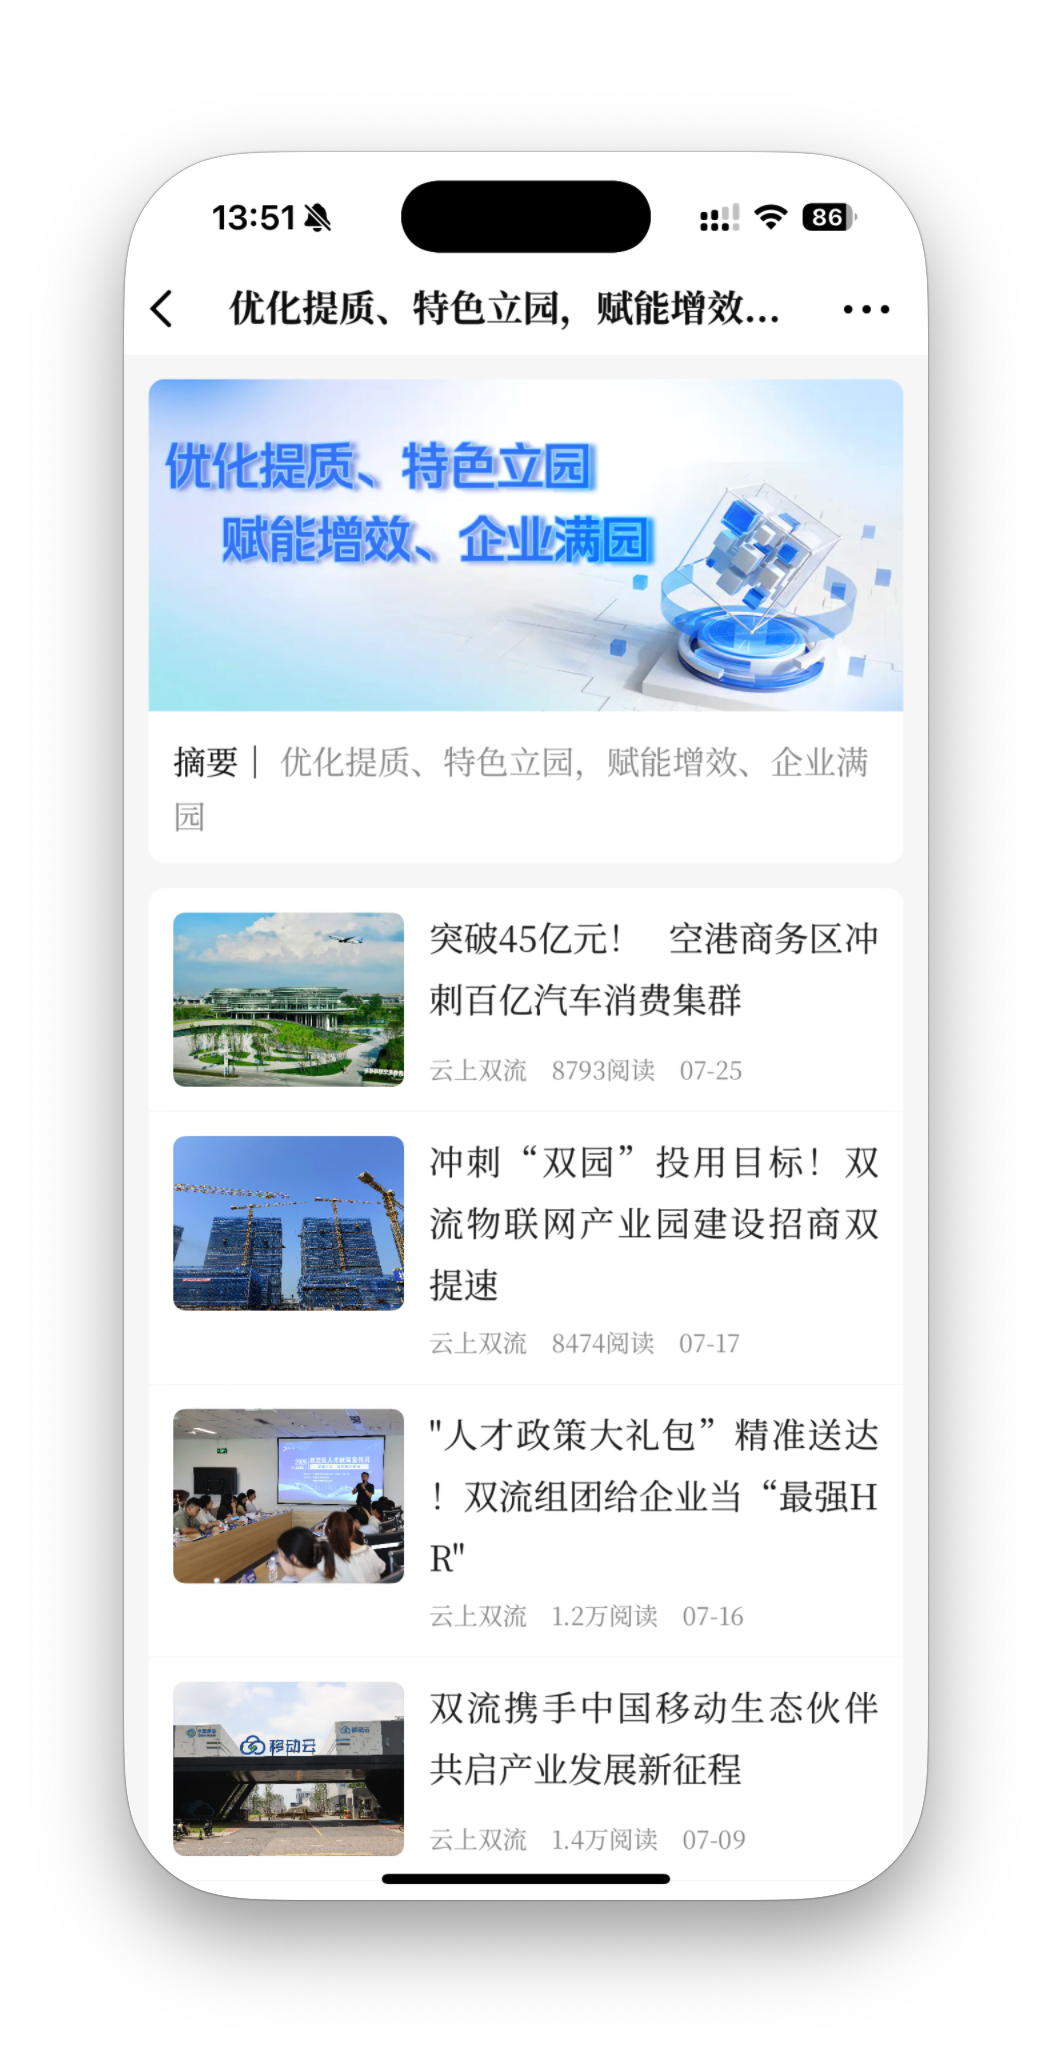 13:51
86
优化提质、特色立园，赋能增效...
优化提质、特色立园
赋能增效、企业满园
摘要｜ 优化提质、特色立园，赋能增效、企业满
园
突破45亿元！ 空港商务区冲
刺百亿汽车消费集群
云上双流 8793阅读 07-25
冲刺“双园”投用目标！双
流物联网产业园建设招商双
提速
云上双流 8474阅读 07-17
"人才政策大礼包”精准送达
！双流组团给企业当“最强H
R"
云上双流 1.2万阅读 07-16
移动云
双流携手中国移动生态伙伴
共启产业发展新征程
云上双流 1.4万阅读 07-09